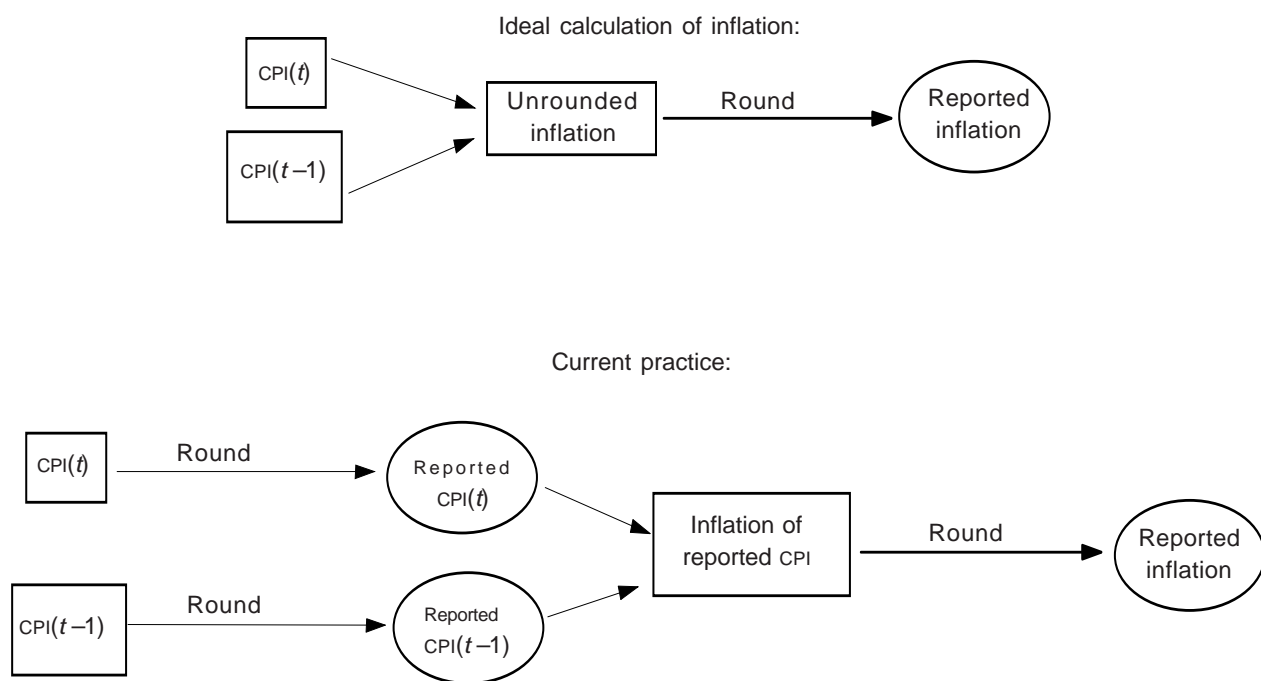 Ideal calculation of inflation:
CPI(t)
CPI(t–1)
Unrounded
inflation
Round
Reported
inflation
Current practice:
CPI(t)
Round
Reported
CPI(t)
CPI(t–1)
Round
Reported
CPI(t–1)
Inflation of
reported CPI
Round
Reported
inflation